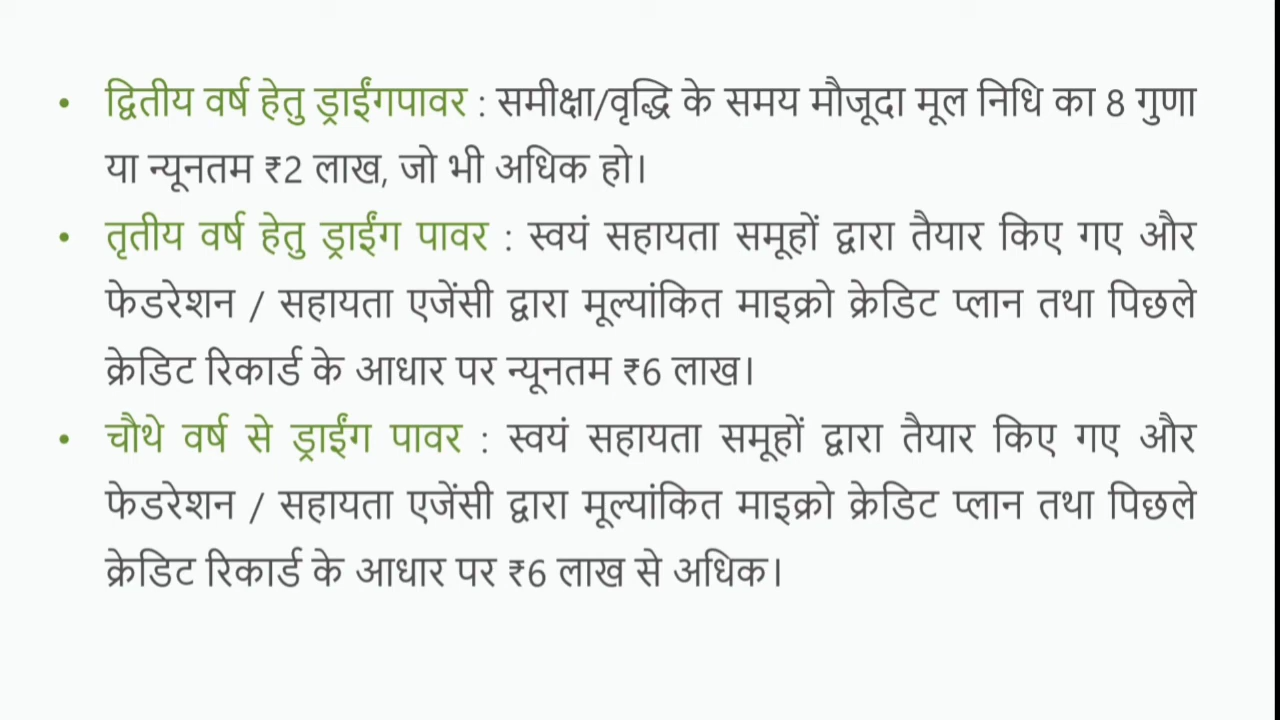 • द्वितीय वर्ष हेतु ड्राईंगपावर : समीक्षा/वृद्धि के समय मौजूदा मूल निधि का 8 गुणा
या न्यूनतम ₹2 लाख, जो भी अधिक हो।
• तृतीय वर्ष हेतु ड्राईंग पावर : स्वयं सहायता समूहों द्वारा तैयार किए गए और
फेडरेशन / सहायता एजेंसी द्वारा मूल्यांकित माइक्रो क्रेडिट प्लान तथा पिछले
क्रेडिट रिकार्ड के आधार पर न्यूनतम ₹6 लाख।
• चौथे वर्ष से ड्राईंग पावर : स्वयं सहायता समूहों द्वारा तैयार किए गए और
फेडरेशन / सहायता एजेंसी द्वारा मूल्यांकित माइक्रो क्रेडिट प्लान तथा पिछले
क्रेडिट रिकार्ड के आधार पर ₹6 लाख से अधिक।